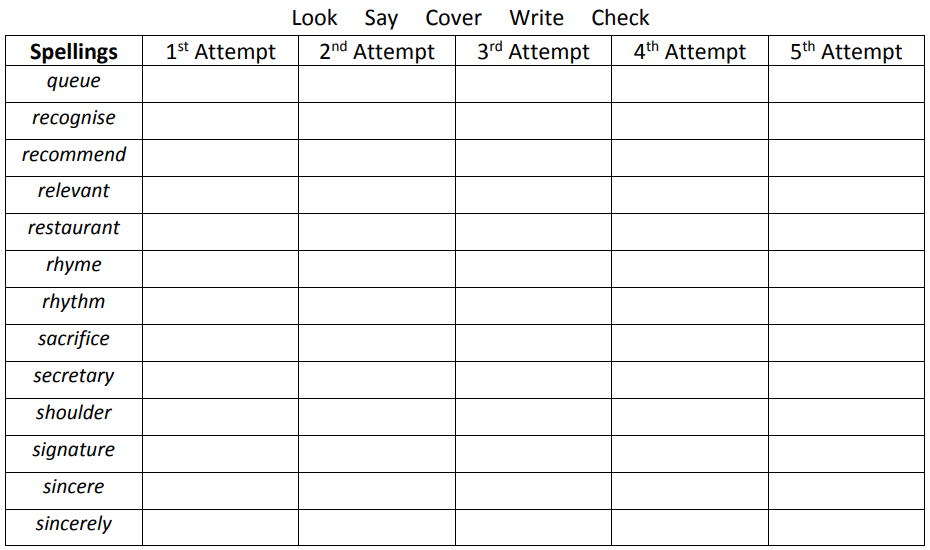 Look Say Cover Write Check
Spellings 1st Attempt 2nd Attempt 3rd Attempt 4th Attempt 5th Attempt
queue
recognise
recommend
relevant
restaurant
rhyme
rhythm
sacrifice
secretary
shoulder
signature
sincere
sincerely